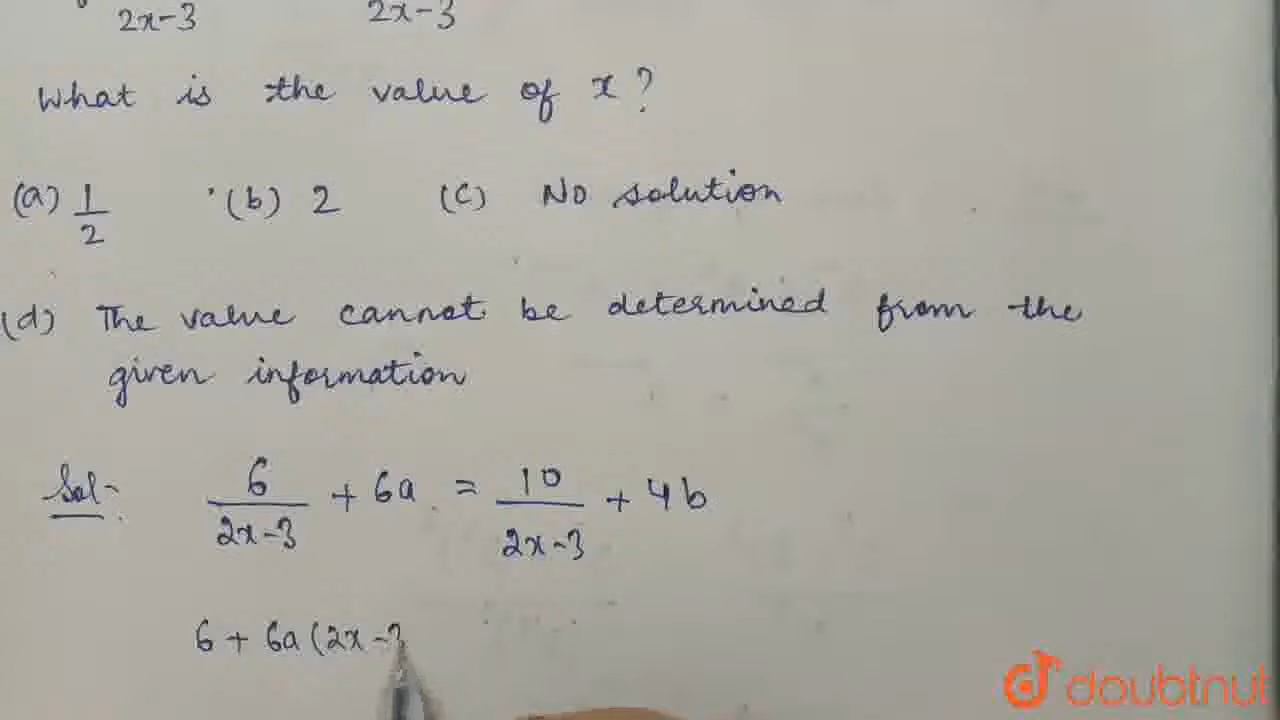 2x-3 2x-3
What is the value of x?
(a) 1/2 (b) 2 (c) No solution
(d) The value cannot be determined from the
given information
Sol- 6/(2x-3) + 6a = 10/(2x-3) + 4b
6 + 6a (2x-3
doubtnut